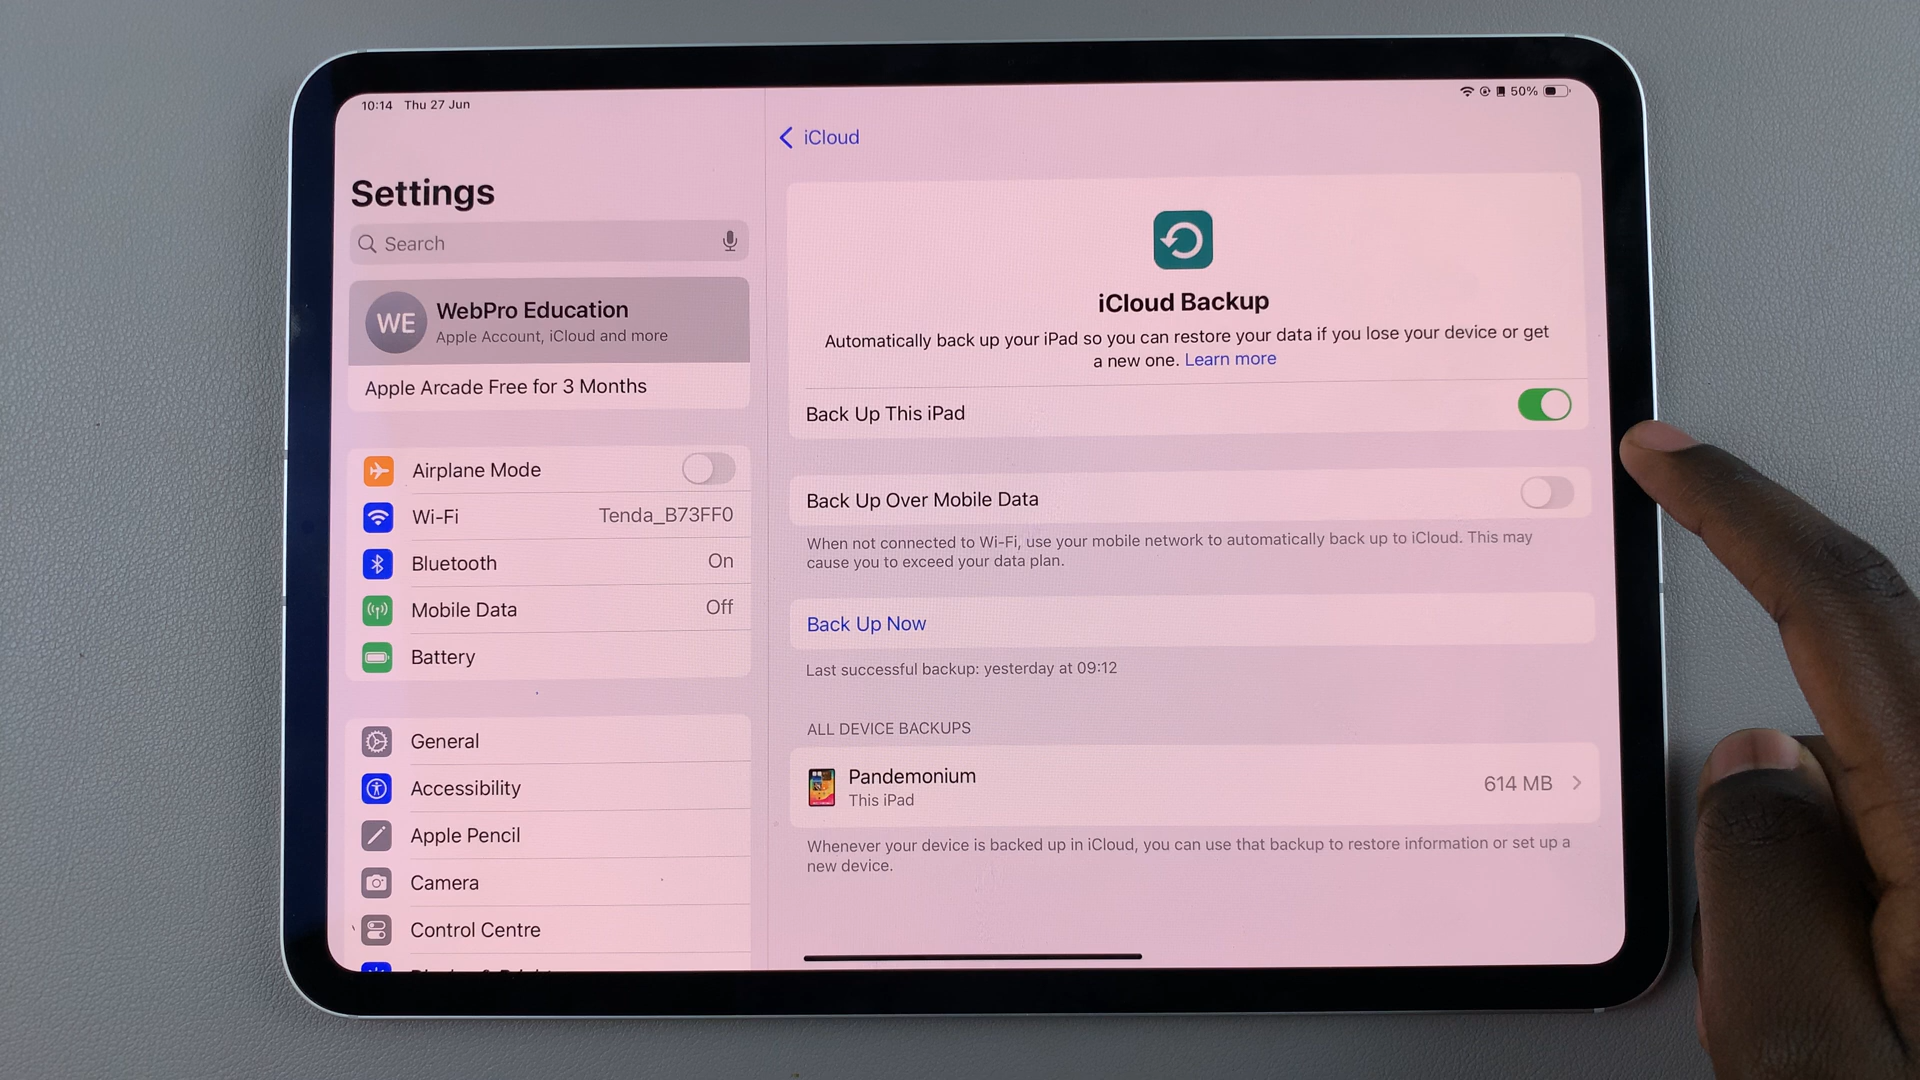 10:14 Thu 27 Jun
50%
Settings
Search
WE
WebPro Education
Apple Account, iCloud and more
Apple Arcade Free for 3 Months
Airplane Mode
Wi-Fi Tenda_B73FF0
Bluetooth On
Mobile Data Off
Battery
General
Accessibility
Apple Pencil
Camera
Control Centre
iCloud
iCloud Backup
Automatically back up your iPad so you can restore your data if you lose your device or get
a new one. Learn more
Back Up This iPad
Back Up Over Mobile Data
When not connected to Wi-Fi, use your mobile network to automatically back up to iCloud. This may
cause you to exceed your data plan.
Back Up Now
Last successful backup: yesterday at 09:12
ALL DEVICE BACKUPS
Pandemonium
This iPad
614 MB
Whenever your device is backed up in iCloud, you can use that backup to restore information or set up a
new device.